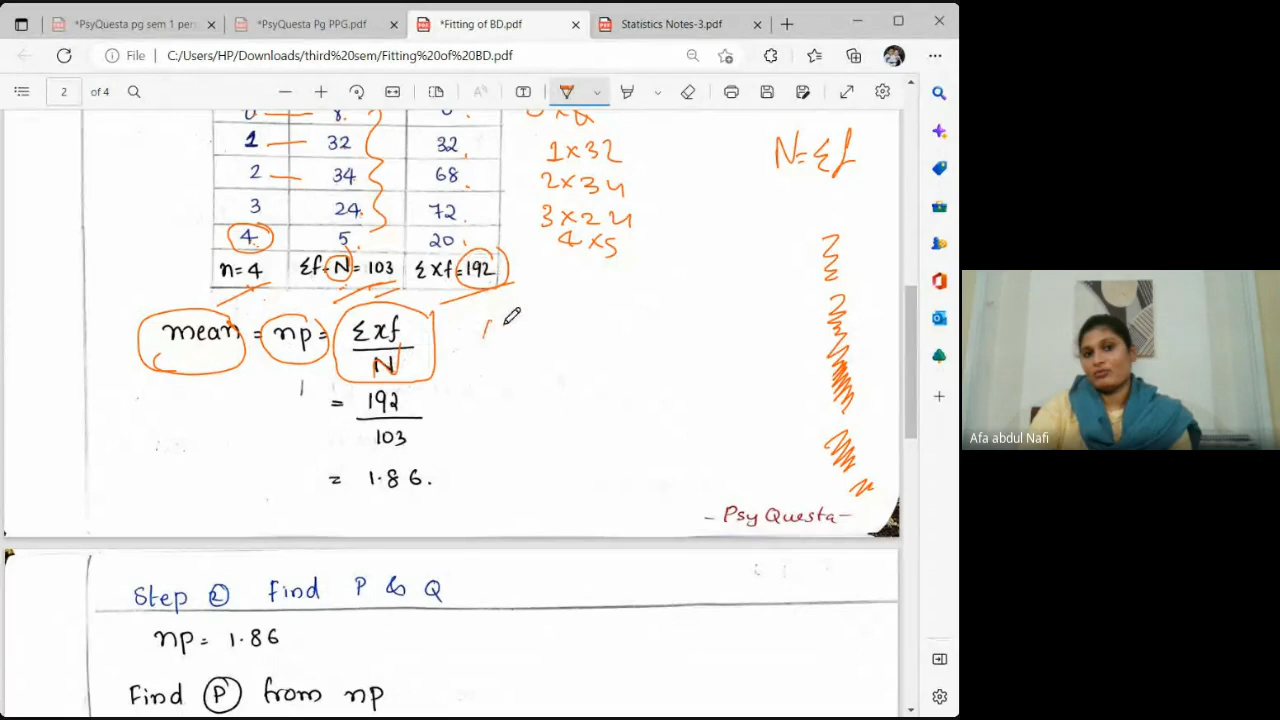 *PsyQuesta pg sem 1 pers
*PsyQuesta Pg PPG.pdf
*Fitting of BD.pdf
Statistics Notes-3.pdf
File
C:/Users/HP/Downloads/third%20sem/Fitting%20of%20BD.pdf
2 of 4
0 8 0
1 32 32 1x32
2 34 68 2x34
3 24 72 3x24
4 5 20 4x5
n=4 Σf=N=103 Σxf=192
N=Σf
mean = np = Σxf
N
= 192
103
= 1.86.
- Psy Questa -
Step ② Find P & Q
np = 1.86
Find P from np
Afa abdul Nafi